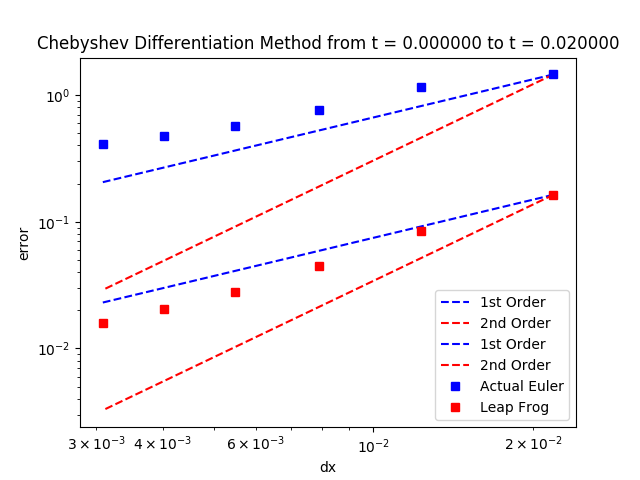 Chebyshev Differentiation Method from t = 0.000000 to t = 0.020000
error
10⁰
10⁻¹
10⁻²
1st Order
2nd Order
1st Order
2nd Order
Actual Euler
Leap Frog
3 × 10⁻³ 4 × 10⁻³ 6 × 10⁻³ 10⁻² 2 × 10⁻²
dx